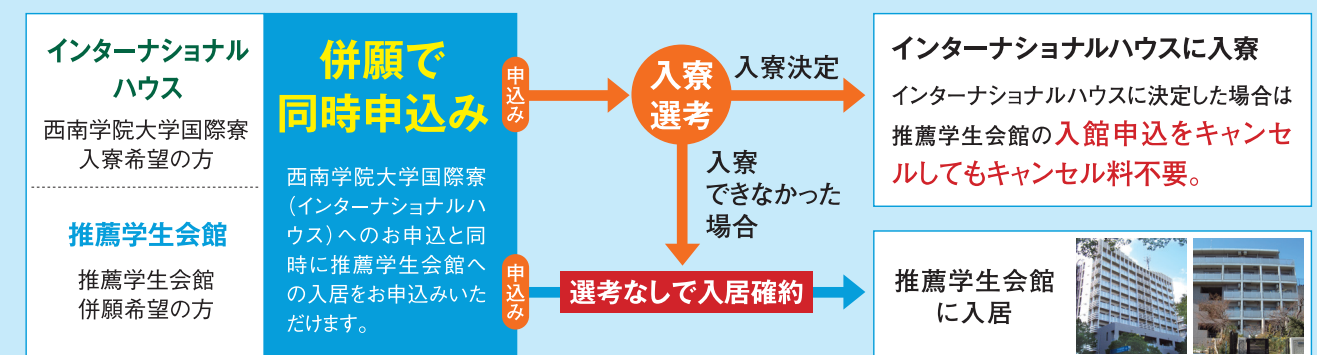 インターナショナル
ハウス
西南学院大学国際寮
入寮希望の方
推薦学生会館
推薦学生会館
併願希望の方
併願で
同時申込み
西南学院大学国際寮
（インターナショナルハ
ウス）へのお申込と同
時に推薦学生会館へ
の入居をお申込みいた
だけます。
申込み
申込み
入寮
選考
入寮決定
入寮
できなかった
場合
選考なしで入居確約
インターナショナルハウスに入寮
インターナショナルハウスに決定した場合は
推薦学生会館の入館申込をキャンセ
ルしてもキャンセル料不要。
推薦学生会館
に入居